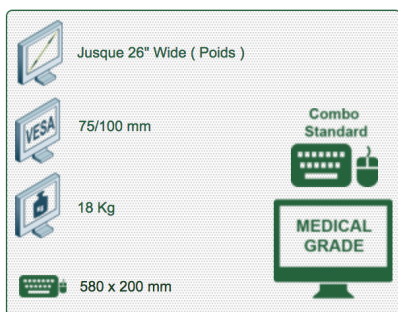 Jusque 26" Wide ( Poids )
VESA
75/100 mm
KG
18 Kg
580 x 200 mm
Combo
Standard
MEDICAL
GRADE